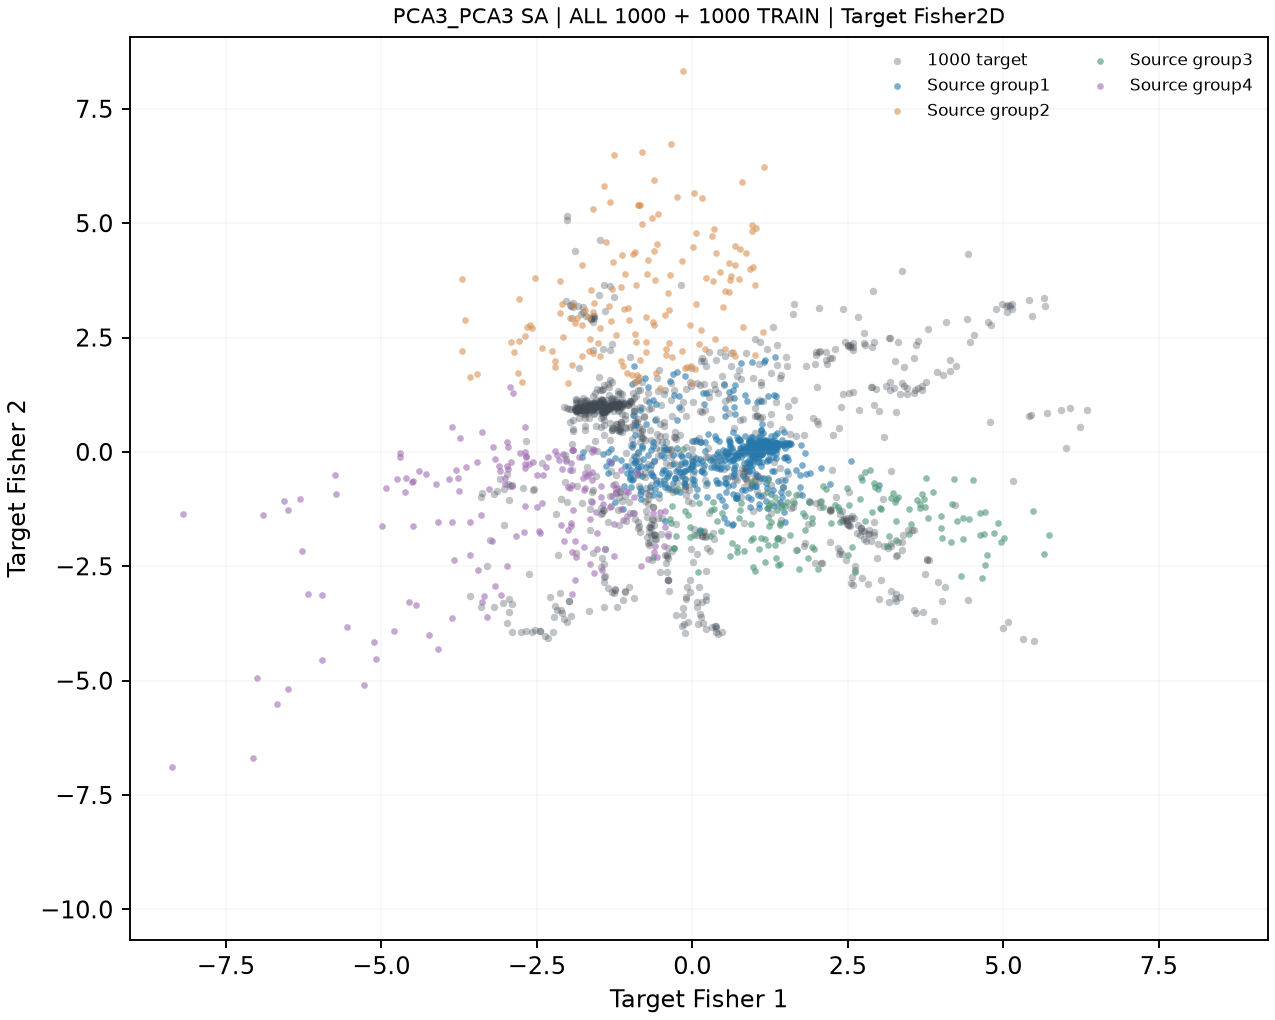 PCA3_PCA3 SA | ALL 1000 + 1000 TRAIN | Target Fisher2D
1000 target
Source group1
Source group2
Source group3
Source group4
Target Fisher 2
7.5
5.0
2.5
0.0
−2.5
−5.0
−7.5
−10.0
−7.5 −5.0 −2.5 0.0 2.5 5.0 7.5
Target Fisher 1